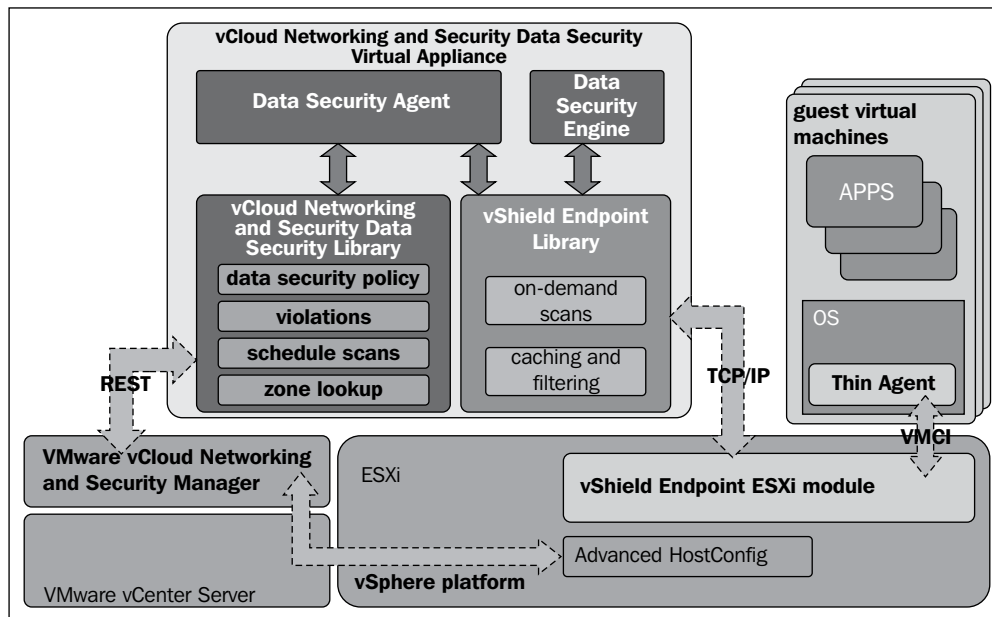 vCloud Networking and Security Data Security
Virtual Appliance
Data Security Agent
Data
Security
Engine
vCloud Networking
and Security Data
Security Library
data security policy
violations
schedule scans
zone lookup
vShield Endpoint
Library
on-demand
scans
caching and
filtering
guest virtual
machines
APPS
OS
Thin Agent
REST
TCP/IP
VMCI
VMware vCloud Networking
and Security Manager
VMware vCenter Server
ESXi
vShield Endpoint ESXi module
Advanced HostConfig
vSphere platform